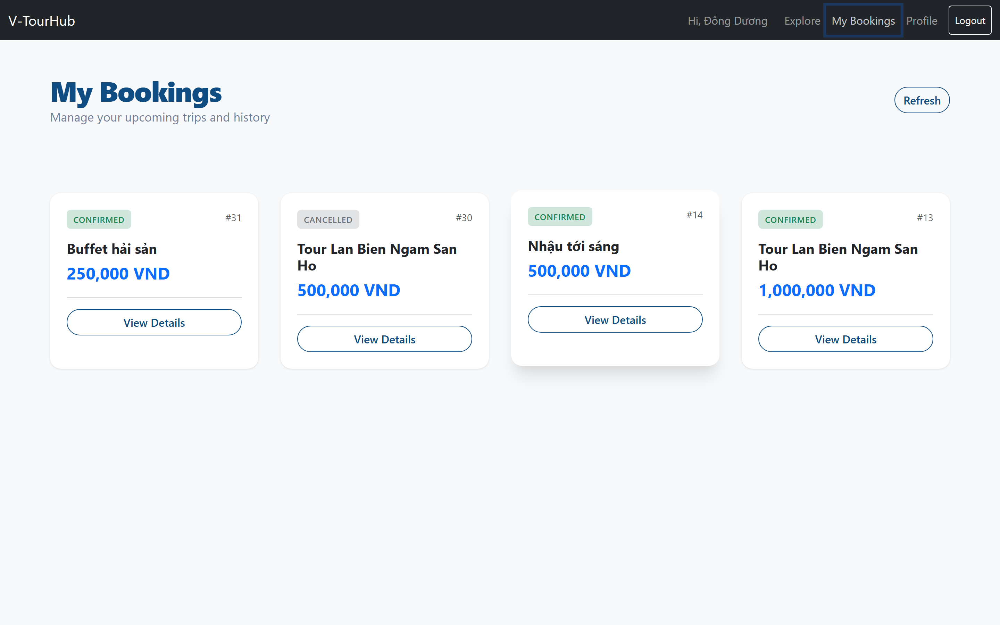 V-TourHub
Hi, Đông Dương Explore My Bookings Profile Logout
My Bookings
Manage your upcoming trips and history
Refresh
CONFIRMED #31
Buffet hải sản
250,000 VND
View Details
CANCELLED #30
Tour Lan Bien Ngam San
Ho
500,000 VND
View Details
CONFIRMED #14
Nhậu tới sáng
500,000 VND
View Details
CONFIRMED #13
Tour Lan Bien Ngam San
Ho
1,000,000 VND
View Details